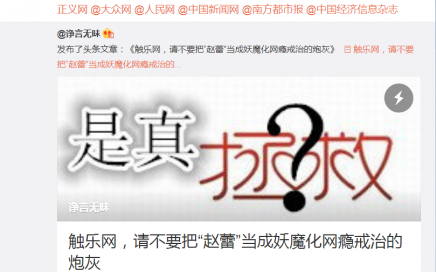 正义网 @大众网 @人民网 @中国新闻网 @南方都市报 @中国经济信息杂志
@诤言无昧
发布了头条文章：《触乐网，请不要把“赵蕾”当成妖魔化网瘾戒治的炮灰》 触乐网，请不要
把“赵蕾”当成妖魔化网瘾戒治的...
是真拯救?
诤言无昧
触乐网，请不要把“赵蕾”当成妖魔化网瘾戒治的
炮灰